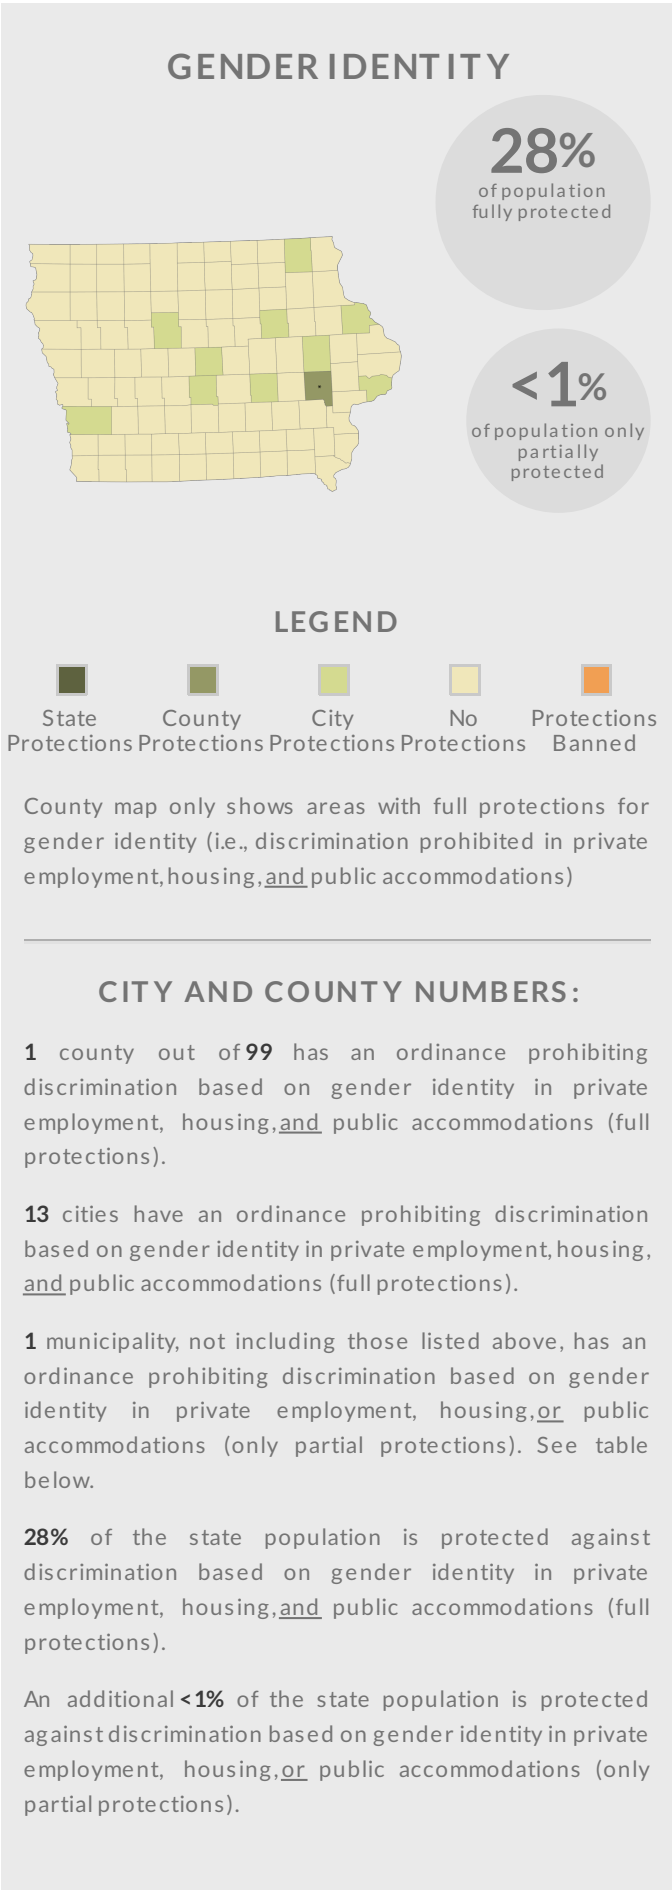 GENDER IDENTITY
28%
of population
fully protected
<1%
of population only
partially
protected
LEGEND
State
Protections
County
Protections
City
Protections
No
Protections
Protections
Banned
County map only shows areas with full protections for
gender identity (i.e., discrimination prohibited in private
employment, housing, and public accommodations)
CITY AND COUNTY NUMBERS:
1 county out of 99 has an ordinance prohibiting
discrimination based on gender identity in private
employment, housing, and public accommodations (full
protections).
13 cities have an ordinance prohibiting discrimination
based on gender identity in private employment, housing,
and public accommodations (full protections).
1 municipality, not including those listed above, has an
ordinance prohibiting discrimination based on gender
identity in private employment, housing, or public
accommodations (only partial protections). See table
below.
28% of the state population is protected against
discrimination based on gender identity in private
employment, housing, and public accommodations (full
protections).
An additional <1% of the state population is protected
against discrimination based on gender identity in private
employment, housing, or public accommodations (only
partial protections).